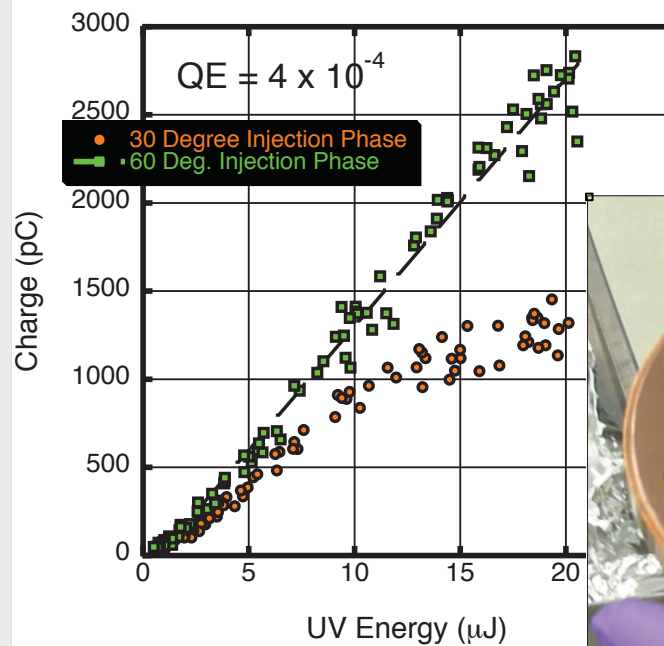 3000
QE = 4 x 10⁻⁴
2500
30 Degree Injection Phase
60 Deg. Injection Phase
2000
Charge (pC)
1500
1000
500
0
0 5 10 15 20
UV Energy (μJ)